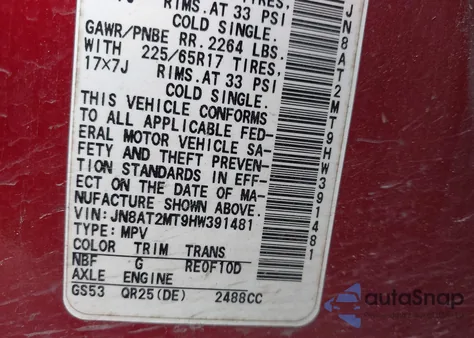 RIMS.AT 33 PSI
COLD SINGLE.
GAWR/PNBE RR. 2264 LBS.
WITH 225/65R17 TIRES,
17×7J RIMS.AT 33 PSI
COLD SINGLE.
THIS VEHICLE CONFORMS
TO ALL APPLICABLE FED-
ERAL MOTOR VEHICLE SA-
FETY AND THEFT PREVEN-
TION STANDARDS IN EFF-
ECT ON THE DATE OF MA-
NUFACTURE SHOWN ABOVE.
VIN: JN8AT2MT9HW391481
TYPE: MPV
COLOR TRIM TRANS
NBF G RE0F10D
AXLE ENGINE
GS53 QR25(DE) 2488CC
JN8AT2MT9HW391481
autoSnap